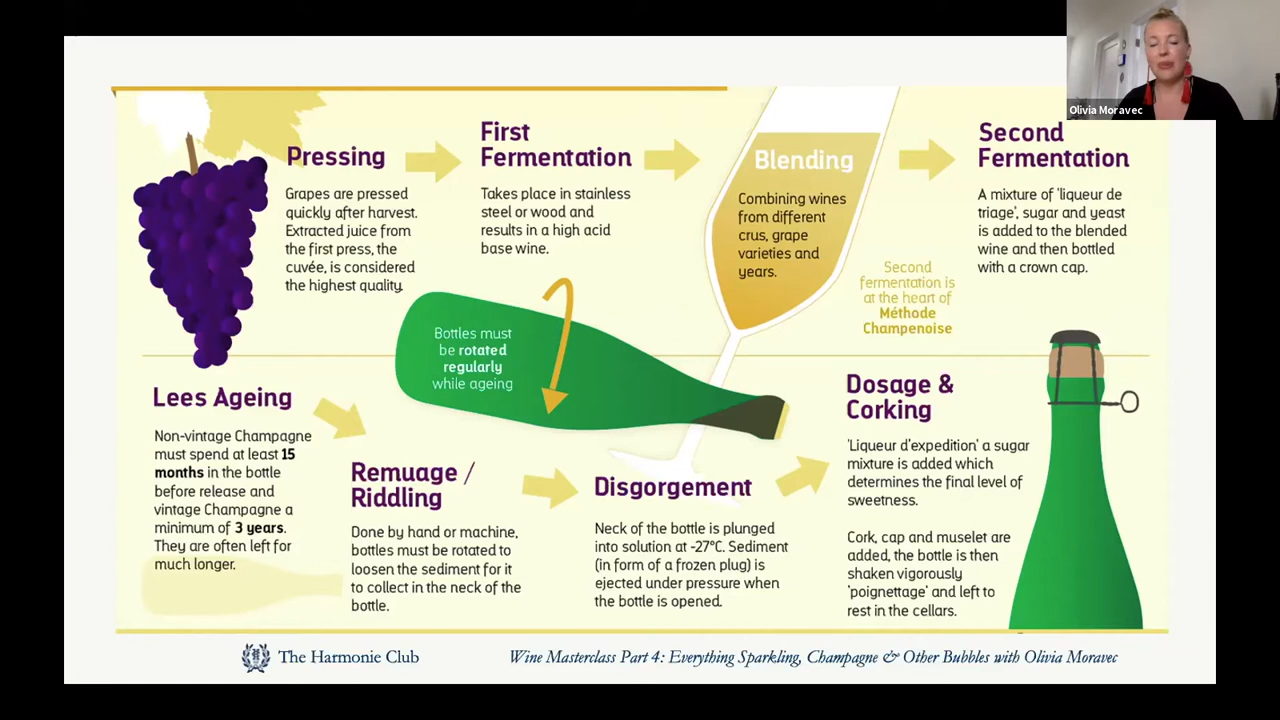 Olivia Moravec
Pressing
Grapes are pressed
quickly after harvest.
Extracted juice from
the first press, the
cuvée, is considered
the highest quality.
First
Fermentation
Takes place in stainless
steel or wood and
results in a high acid
base wine.
Blending
Combining wines
from different
crus, grape
varieties and
years.
Second
Fermentation
A mixture of 'liqueur de
triage', sugar and yeast
is added to the blended
wine and then bottled
with a crown cap.
Second
fermentation is
at the heart of
Méthode
Champenoise
Bottles must
be rotated
regularly
while ageing
Lees Ageing
Non-vintage Champagne
must spend at least 15
months in the bottle
before release and
vintage Champagne a
minimum of 3 years.
They are often left for
much longer.
Remuage /
Riddling
Done by hand or machine,
bottles must be rotated to
loosen the sediment for it
to collect in the neck of the
bottle.
Disgorgement
Neck of the bottle is plunged
into solution at -27°C. Sediment
(in form of a frozen plug) is
ejected under pressure when
the bottle is opened.
Dosage &
Corking
'Liqueur d'expedition' a sugar
mixture is added which
determines the final level of
sweetness.
Cork, cap and muselet are
added, the bottle is then
shaken vigorously
'poignettage' and left to
rest in the cellars.
The Harmonie Club
Wine Masterclass Part 4: Everything Sparkling, Champagne & Other Bubbles with Olivia Moravec